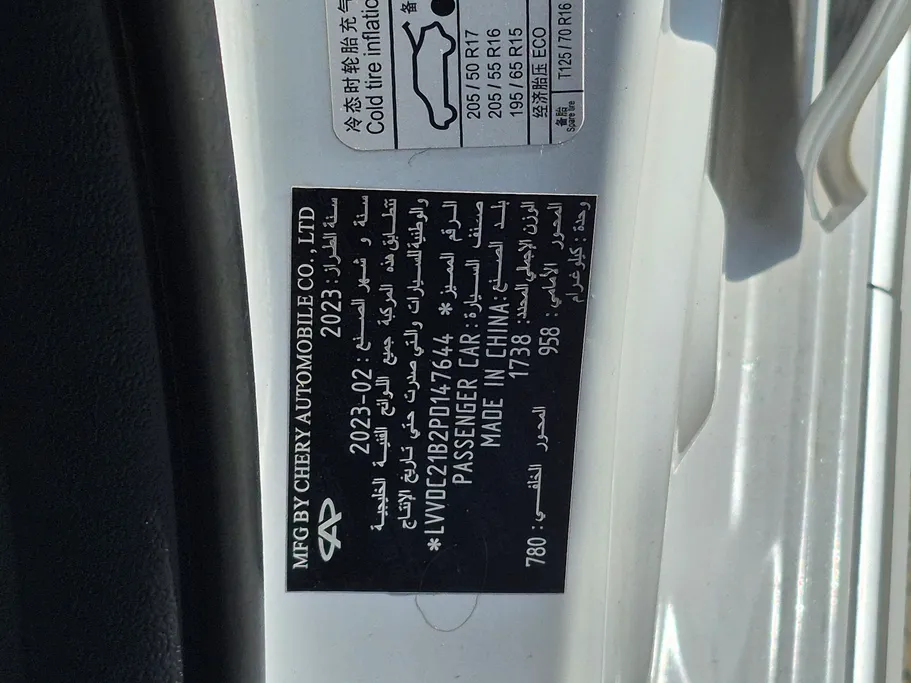 冷态时轮胎充气
Cold tire inflatio
备
205/50 R17
205/55 R16
195/65 R15
经济胎压 ECO
备胎
Spare tire
T125/70 R16
MFG BY CHERY AUTOMOBILE CO., LTD
سنة الطراز: 2023
سنة و شهر الصنع: 2023-02
تتطابق هذه المركبة جميع اللوائح الفنية الخليجية
والوطنية للسيارات والتي صدرت حتى تاريخ الإنتاج
الرقم المميز: *LVVDC21B2PD147644*
صنف السيارة: PASSENGER CAR
بلد الصنع: MADE IN CHINA
الوزن الإجمالي المحدد: 1738
المحور الأمامي: 958 المحور الخلفي: 780
وحدة: كيلوغرام